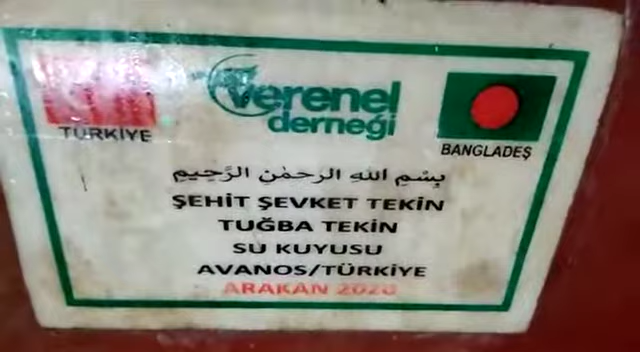 verenel
derneği
TÜRKİYE
BANGLADEŞ
بِسْمِ اللهِ الرحمٰنِ الرَّحِيمِ
ŞEHİT ŞEVKET TEKİN
TUĞBA TEKİN
SU KUYUSU
AVANOS/TÜRKİYE
ARAKAN 2020